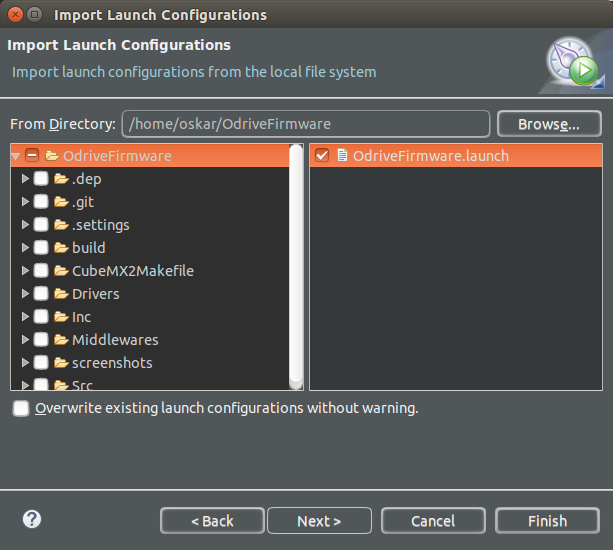 Import Launch Configurations
Import Launch Configurations
Import launch configurations from the local file system
From Directory: /home/oskar/OdriveFirmware Browse...
OdriveFirmware
.dep
.git
.settings
build
CubeMX2Makefile
Drivers
Inc
Middlewares
screenshots
Src
OdriveFirmware.launch
Overwrite existing launch configurations without warning.
? < Back Next > Cancel Finish